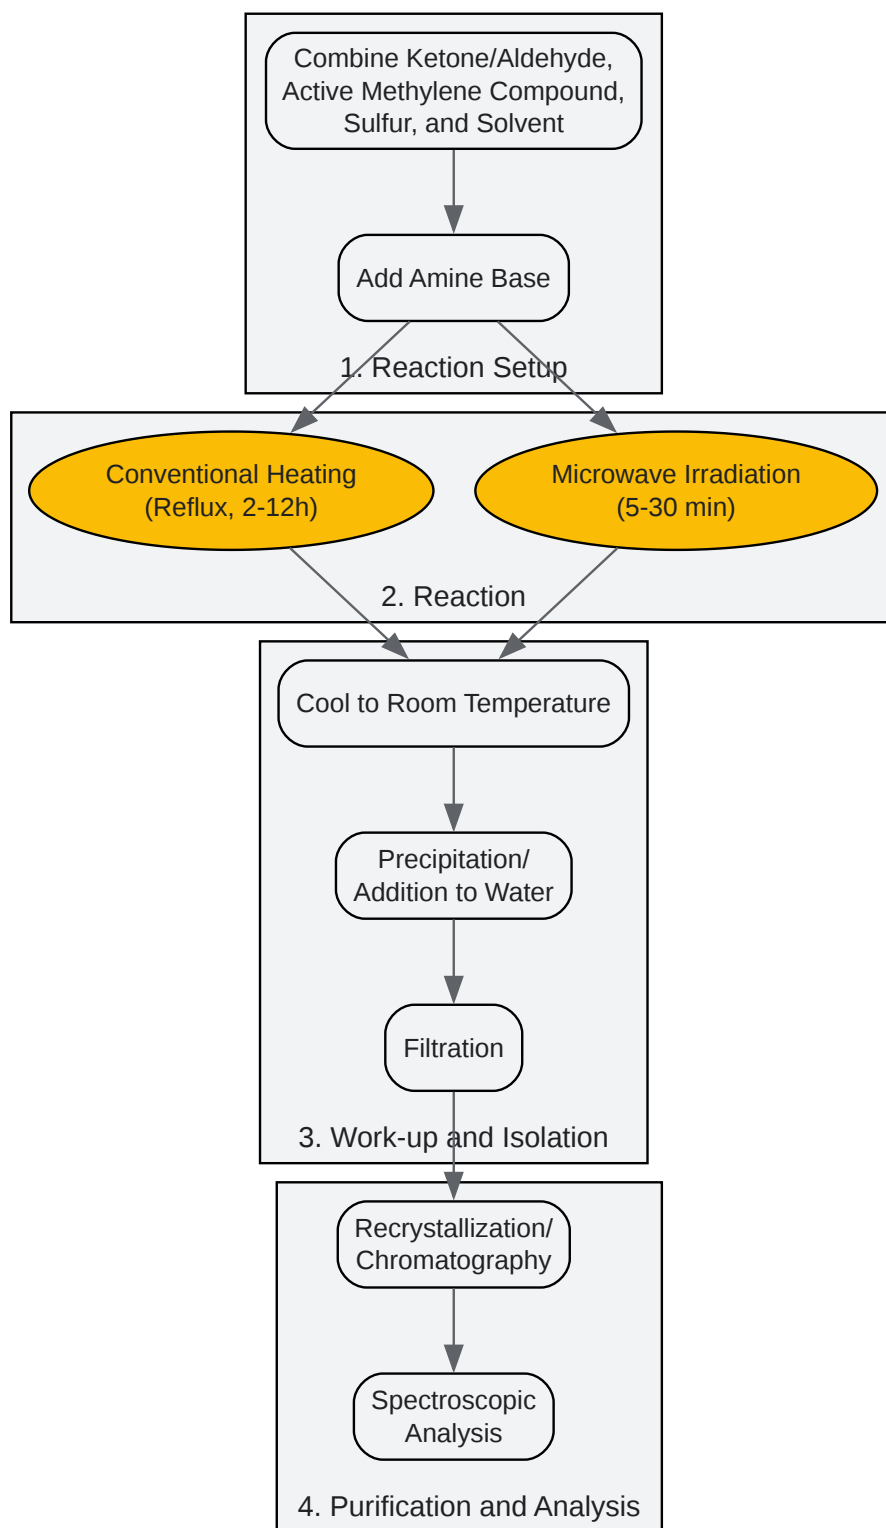 Combine Ketone/Aldehyde,
Active Methylene Compound,
Sulfur, and Solvent
Add Amine Base
1. Reaction Setup
Conventional Heating
(Reflux, 2-12h)
Microwave Irradiation
(5-30 min)
2. Reaction
Cool to Room Temperature
Precipitation/
Addition to Water
Filtration
3. Work-up and Isolation
Recrystallization/
Chromatography
Spectroscopic
Analysis
4. Purification and Analysis